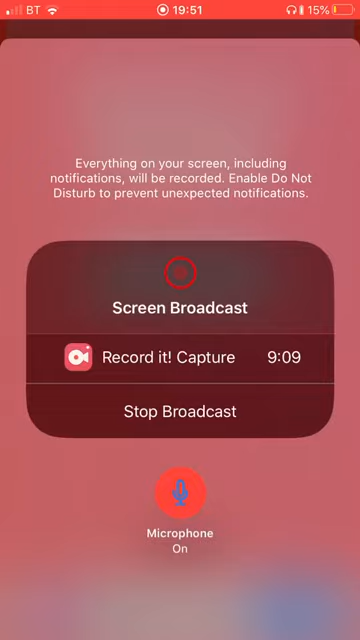 BT 19:51 15%
Everything on your screen, including
notifications, will be recorded. Enable Do Not
Disturb to prevent unexpected notifications.
Screen Broadcast
Record it! Capture 9:09
Stop Broadcast
Microphone
On